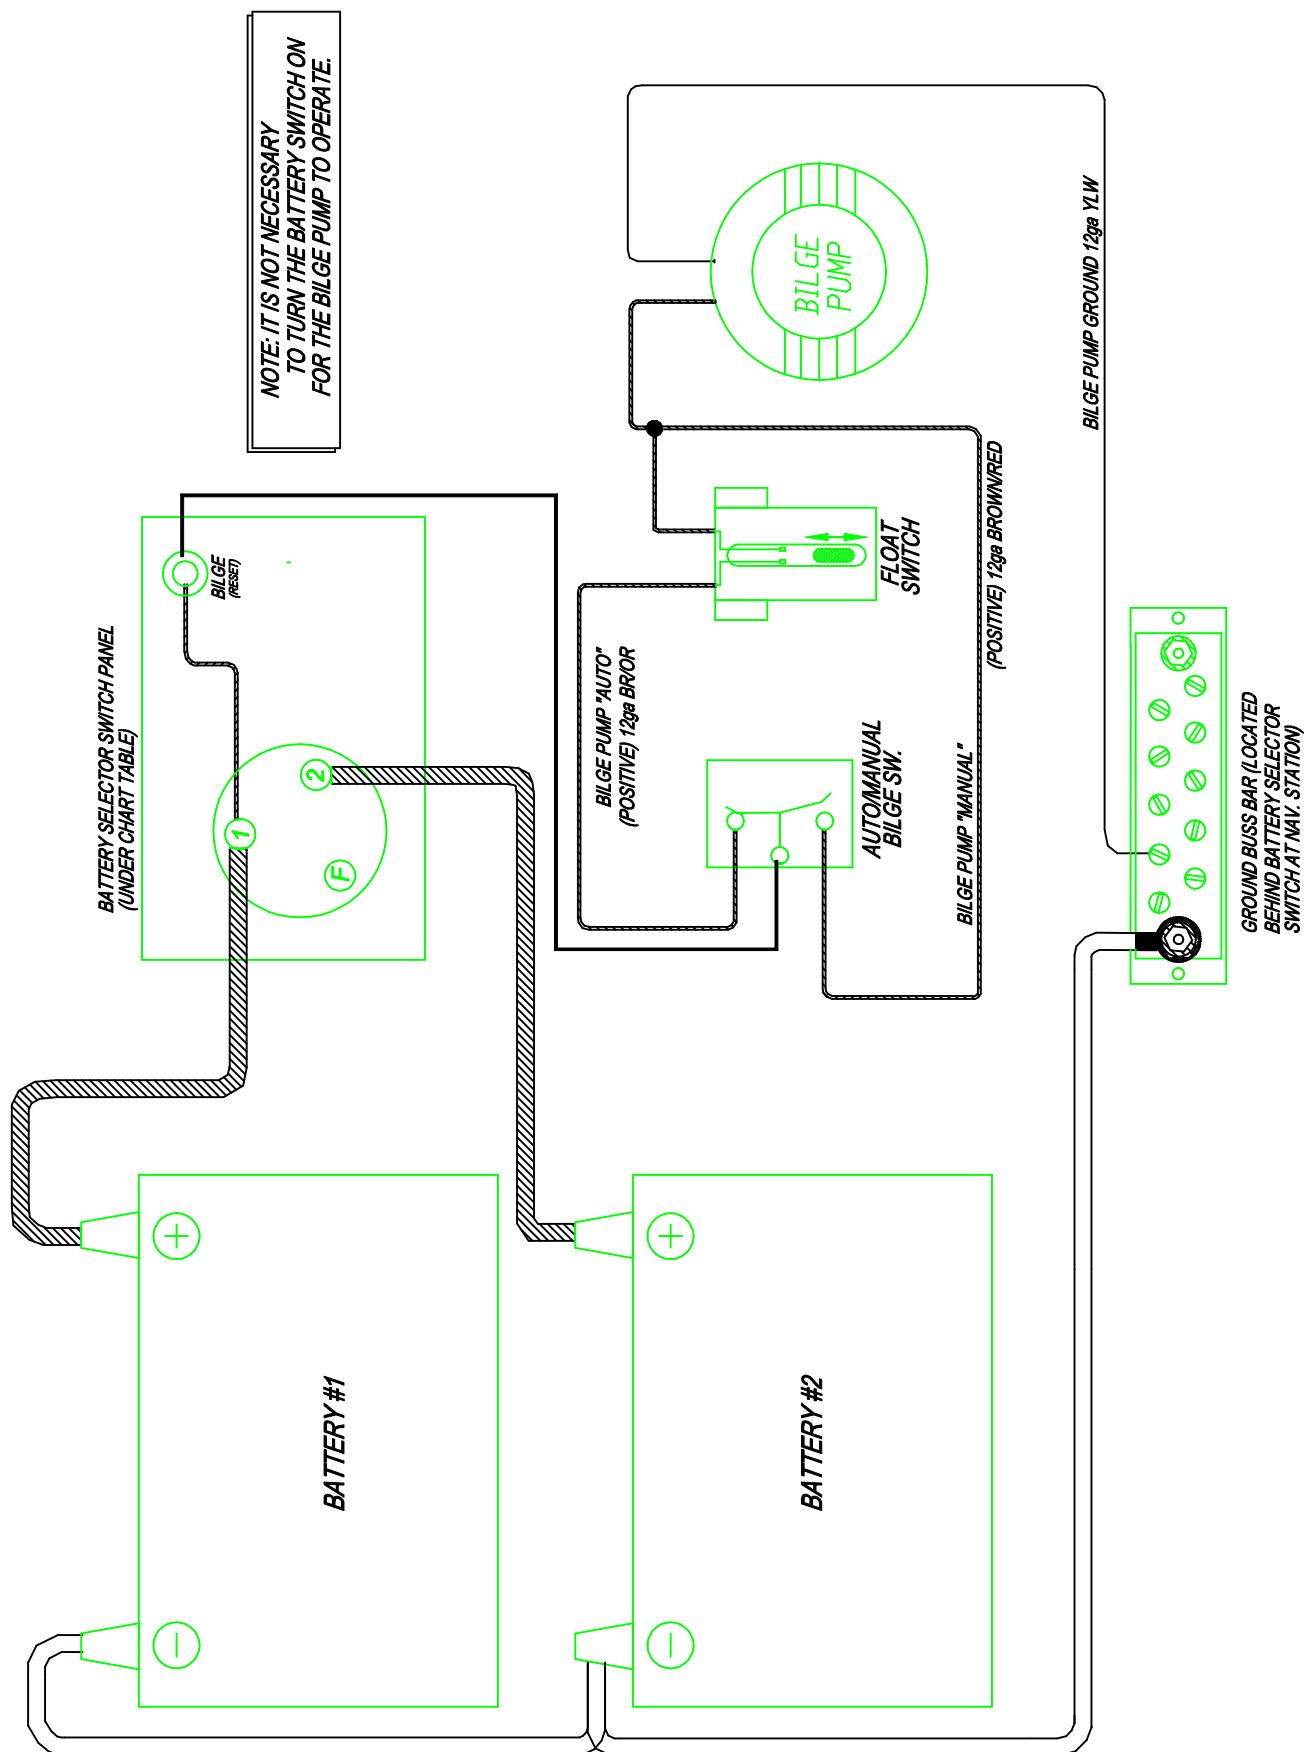 NOTE: IT IS NOT NECESSARY
TO TURN THE BATTERY SWITCH ON
FOR THE BILGE PUMP TO OPERATE.
BATTERY SELECTOR SWITCH PANEL
(UNDER CHART TABLE)
BILGE
(RESET)
1
2
F
BILGE
PUMP
BILGE PUMP GROUND 12ga YLW
FLOAT
SWITCH
(POSITIVE) 12ga BROWN/RED
BILGE PUMP "MANUAL"
BILGE PUMP "AUTO"
(POSITIVE) 12ga BR/OR
AUTO/MANUAL
BILGE SW.
GROUND BUSS BAR (LOCATED
BEHIND BATTERY SELECTOR
SWITCH AT NAV. STATION)
+
-
BATTERY #1
+
-
BATTERY #2